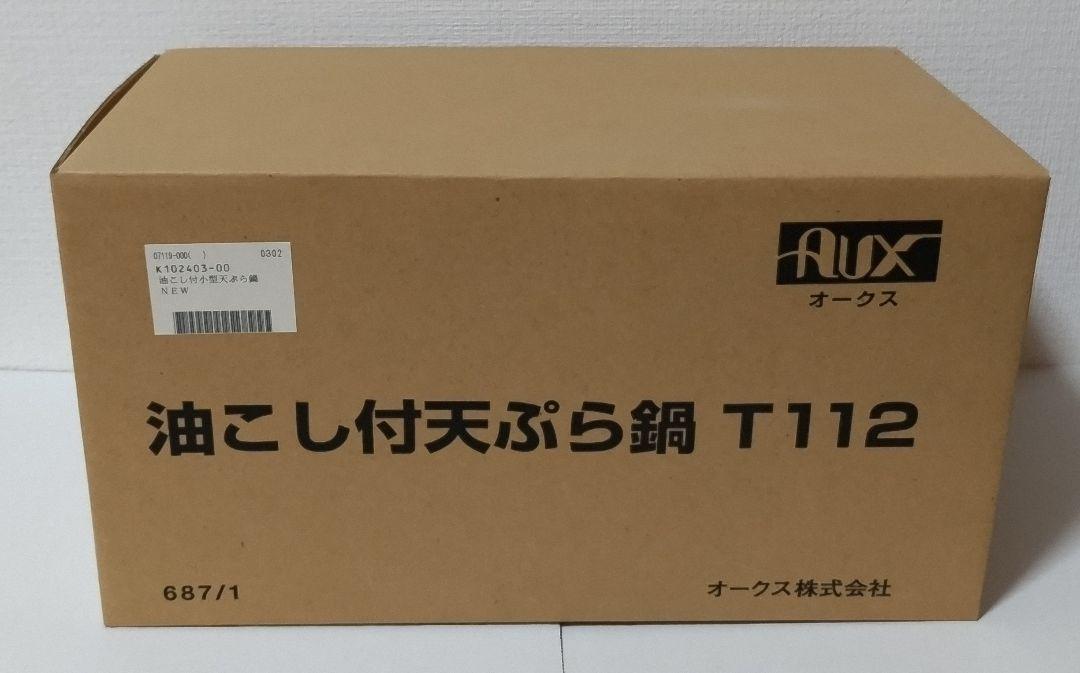 07119-000(   ) 0302
K102403-00
油こし付小型天ぷら鍋
NEW
AUX
オークス
油こし付天ぷら鍋 T112
687/1
オークス株式会社